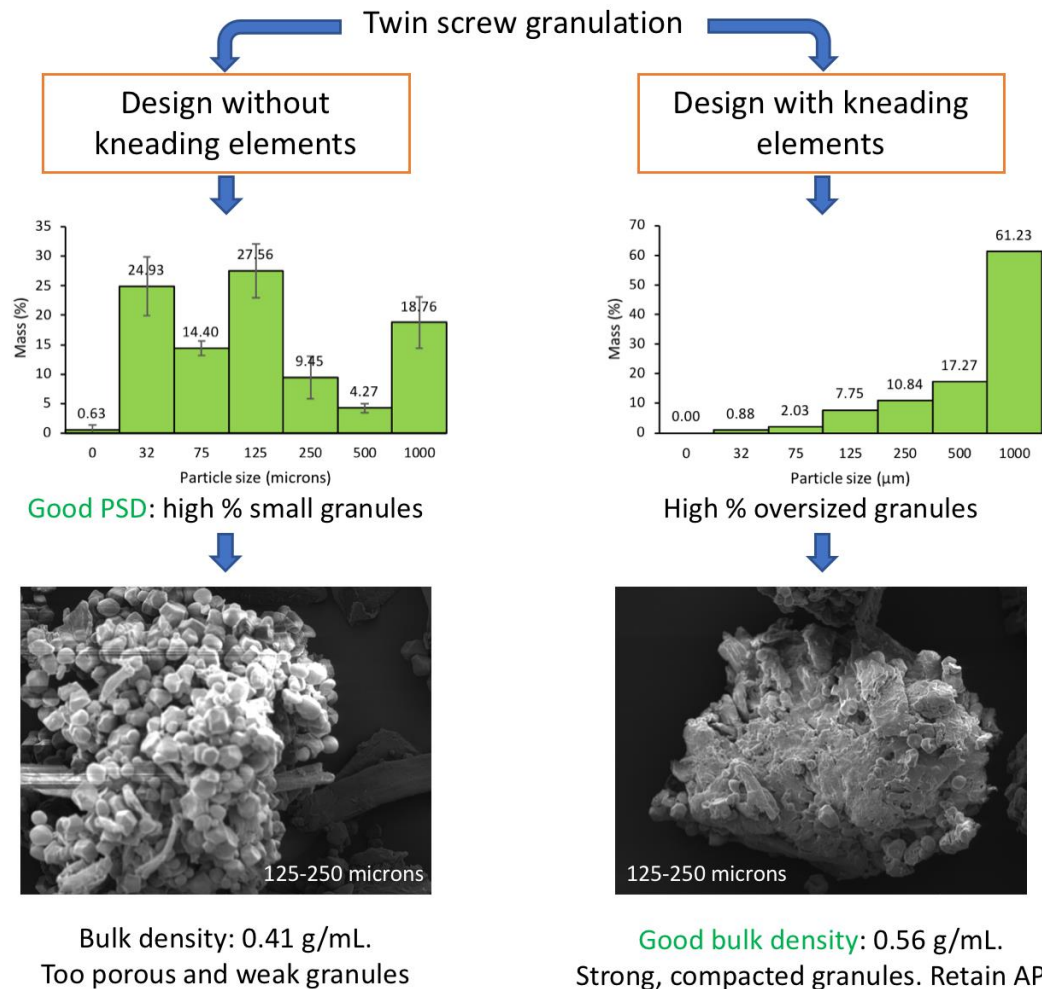 Twin screw granulation
Design without
kneading elements
Design with kneading
elements
35
30
25
20
15
10
5
0
Mass (%)
0.63
24.93
14.40
27.56
9.45
4.27
18.76
0
32
75
125
250
500
1000
Particle size (microns)
Good PSD: high % small granules
70
60
50
40
30
20
10
0
Mass (%)
0.00
0.88
2.03
7.75
10.84
17.27
61.23
0
32
75
125
250
500
1000
Particle size (µm)
High % oversized granules
125-250 microns
125-250 microns
Bulk density: 0.41 g/mL.
Too porous and weak granules
Good bulk density: 0.56 g/mL.
Strong, compacted granules. Retain AP